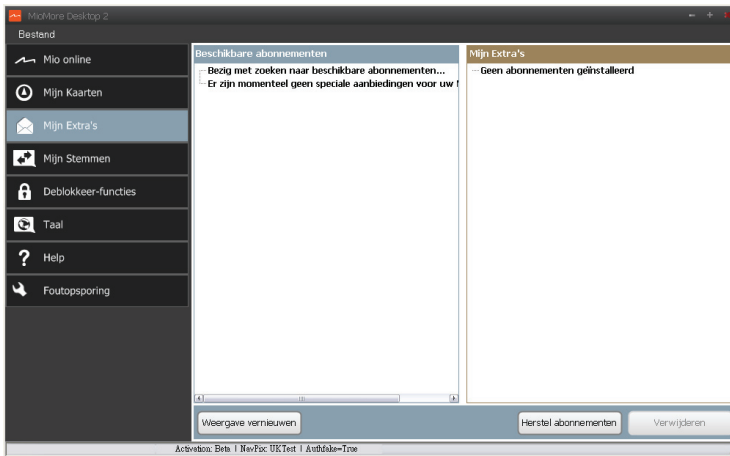 MioMore Desktop 2
Bestand
Mio online
Mijn Kaarten
Mijn Extra's
Mijn Stemmen
Deblokkeer-functies
Taal
Help
Foutopsporing
Beschikbare abonnementen
Bezig met zoeken naar beschikbare abonnementen...
Er zijn momenteel geen speciale aanbiedingen voor uw
Mijn Extra's
Geen abonnementen geïnstalleerd
Weergave vernieuwen
Herstel abonnementen
Verwijderen
Activation: Beta | NavPix: UKTest | Authfake=True